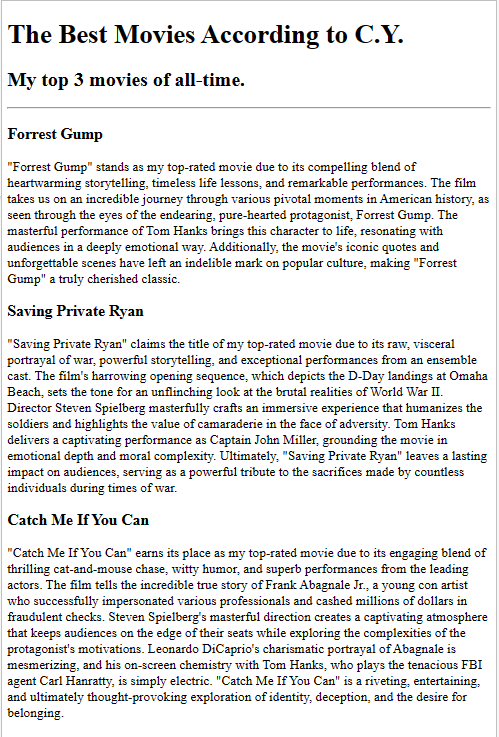 The Best Movies According to C.Y.
My top 3 movies of all-time.
Forrest Gump
"Forrest Gump" stands as my top-rated movie due to its compelling blend of
heartwarming storytelling, timeless life lessons, and remarkable performances. The film
takes us on an incredible journey through various pivotal moments in American history, as
seen through the eyes of the endearing, pure-hearted protagonist, Forrest Gump. The
masterful performance of Tom Hanks brings this character to life, resonating with
audiences in a deeply emotional way. Additionally, the movie's iconic quotes and
unforgettable scenes have left an indelible mark on popular culture, making "Forrest
Gump" a truly cherished classic.
Saving Private Ryan
"Saving Private Ryan" claims the title of my top-rated movie due to its raw, visceral
portrayal of war, powerful storytelling, and exceptional performances from an ensemble
cast. The film's harrowing opening sequence, which depicts the D-Day landings at Omaha
Beach, sets the tone for an unflinching look at the brutal realities of World War II.
Director Steven Spielberg masterfully crafts an immersive experience that humanizes the
soldiers and highlights the value of camaraderie in the face of adversity. Tom Hanks
delivers a captivating performance as Captain John Miller, grounding the movie in
emotional depth and moral complexity. Ultimately, "Saving Private Ryan" leaves a lasting
impact on audiences, serving as a powerful tribute to the sacrifices made by countless
individuals during times of war.
Catch Me If You Can
"Catch Me If You Can" earns its place as my top-rated movie due to its engaging blend of
thrilling cat-and-mouse chase, witty humor, and superb performances from the leading
actors. The film tells the incredible true story of Frank Abagnale Jr., a young con artist
who successfully impersonated various professionals and cashed millions of dollars in
fraudulent checks. Steven Spielberg's masterful direction creates a captivating atmosphere
that keeps audiences on the edge of their seats while exploring the complexities of the
protagonist's motivations. Leonardo DiCaprio's charismatic portrayal of Abagnale is
mesmerizing, and his on-screen chemistry with Tom Hanks, who plays the tenacious FBI
agent Carl Hanratty, is simply electric. "Catch Me If You Can" is a riveting, entertaining,
and ultimately thought-provoking exploration of identity, deception, and the desire for
belonging.